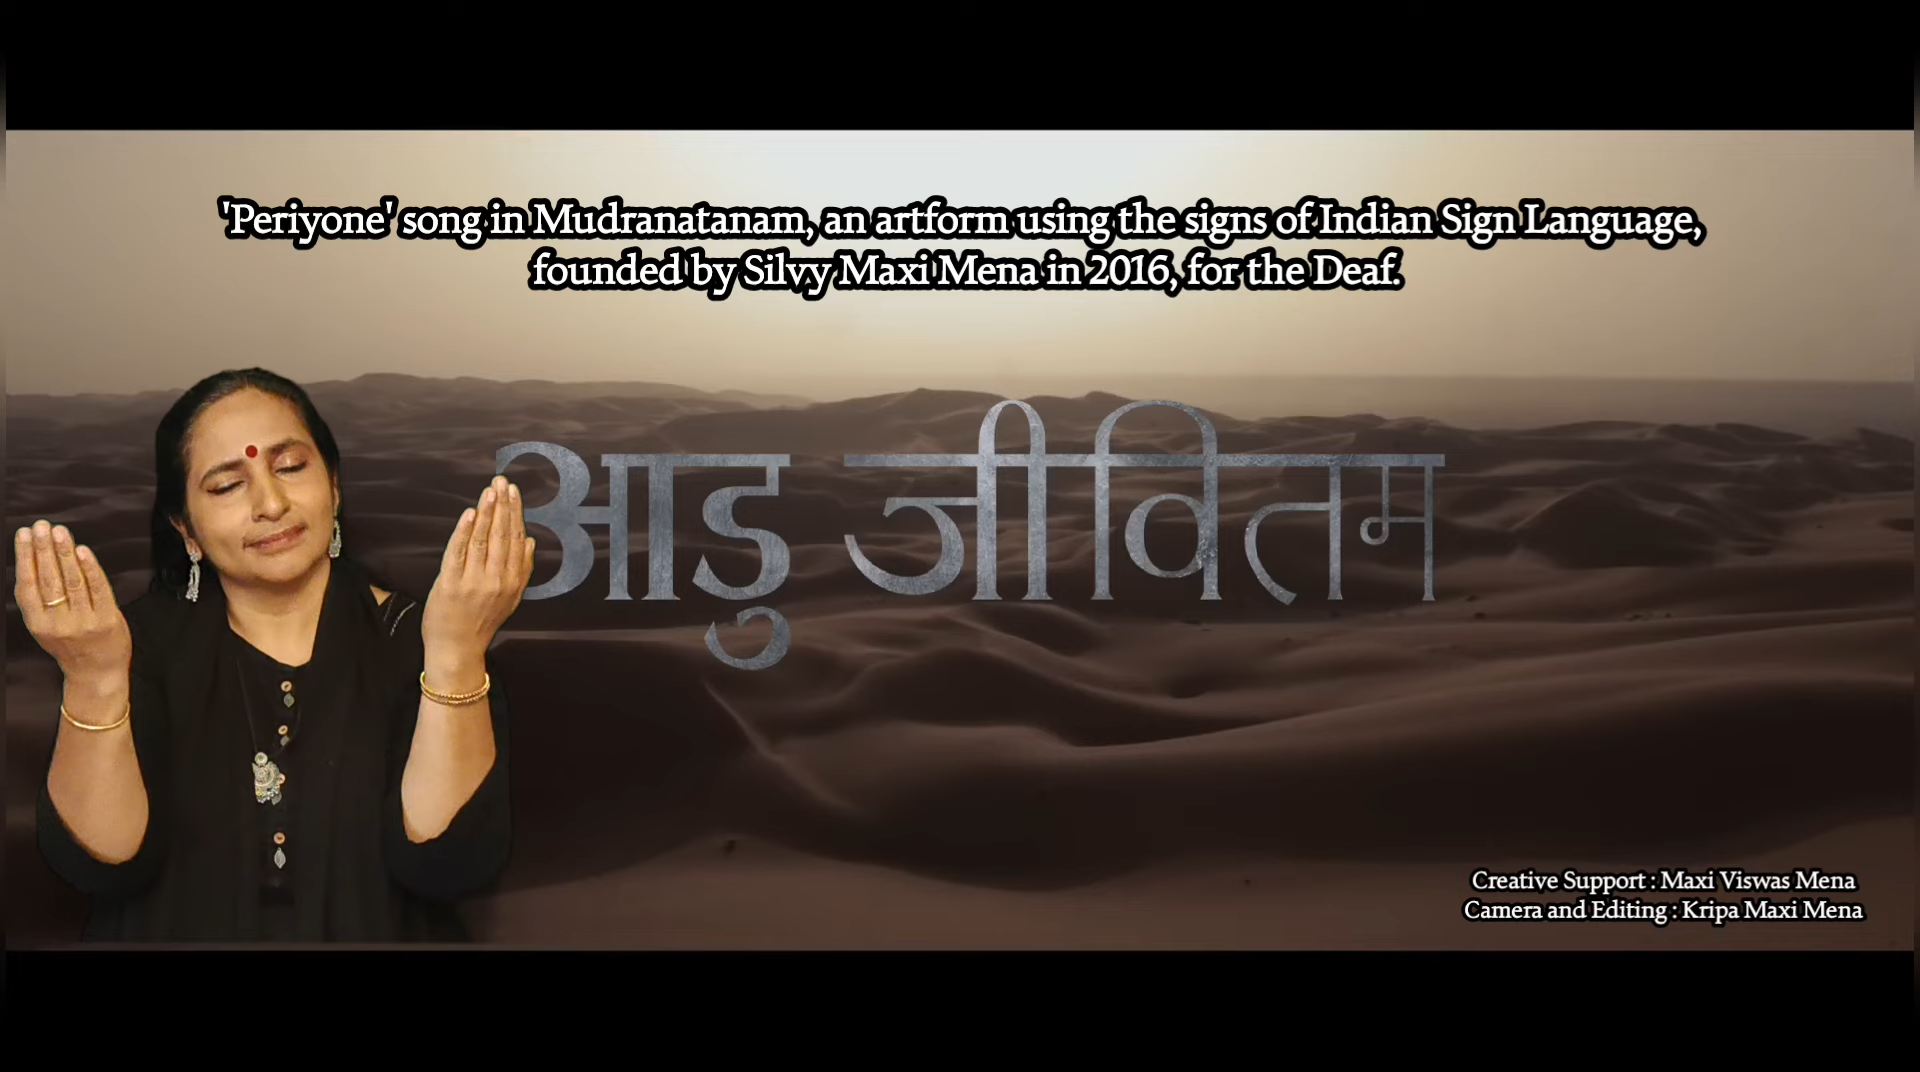 'Periyone' song in Mudranatanam, an artform using the signs of Indian Sign Language,
founded by Silvy Maxi Mena in 2016, for the Deaf.
आडु जीवितम
Creative Support : Maxi Viswas Mena
Camera and Editing : Kripa Maxi Mena